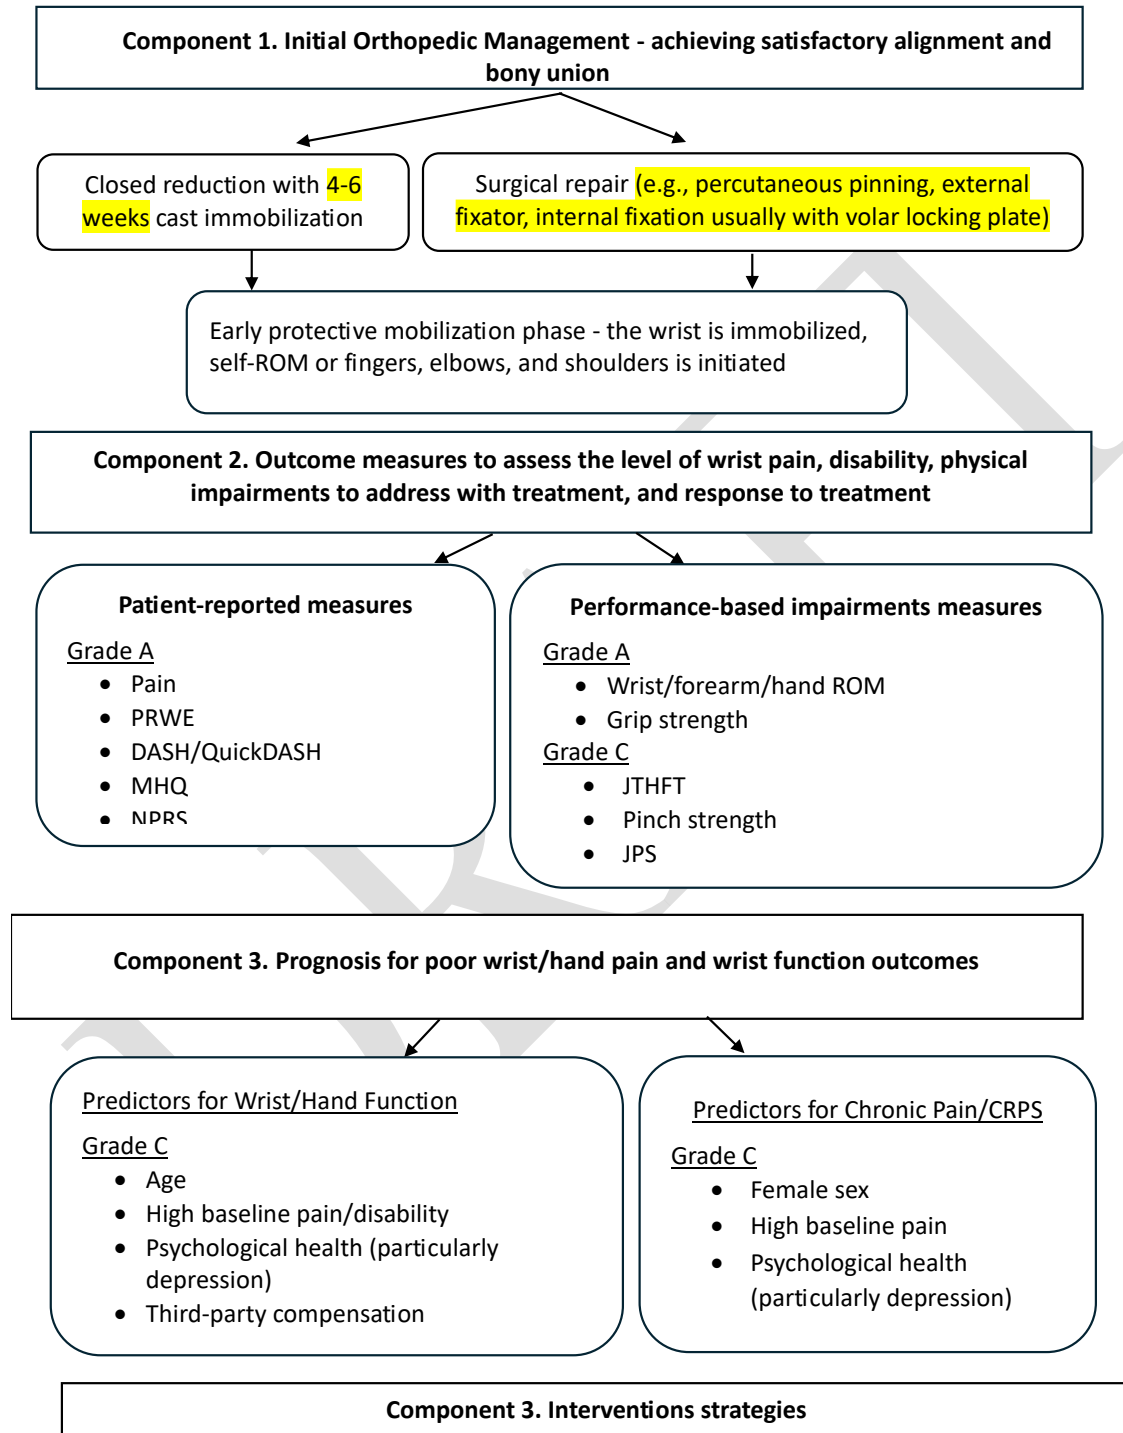 Component 1. Initial Orthopedic Management - achieving satisfactory alignment and
bony union
Closed reduction with 4-6
weeks cast immobilization
Surgical repair (e.g., percutaneous pinning, external
fixator, internal fixation usually with volar locking plate)
Early protective mobilization phase - the wrist is immobilized,
self-ROM or fingers, elbows, and shoulders is initiated
Component 2. Outcome measures to assess the level of wrist pain, disability, physical
impairments to address with treatment, and response to treatment
Patient-reported measures
Grade A
• Pain
• PRWE
• DASH/QuickDASH
• MHQ
• NPRS
Performance-based impairments measures
Grade A
• Wrist/forearm/hand ROM
• Grip strength
Grade C
• JTHFT
• Pinch strength
• JPS
Component 3. Prognosis for poor wrist/hand pain and wrist function outcomes
Predictors for Wrist/Hand Function
Grade C
• Age
• High baseline pain/disability
• Psychological health (particularly
depression)
• Third-party compensation
Predictors for Chronic Pain/CRPS
Grade C
• Female sex
• High baseline pain
• Psychological health
(particularly depression)
Component 3. Interventions strategies